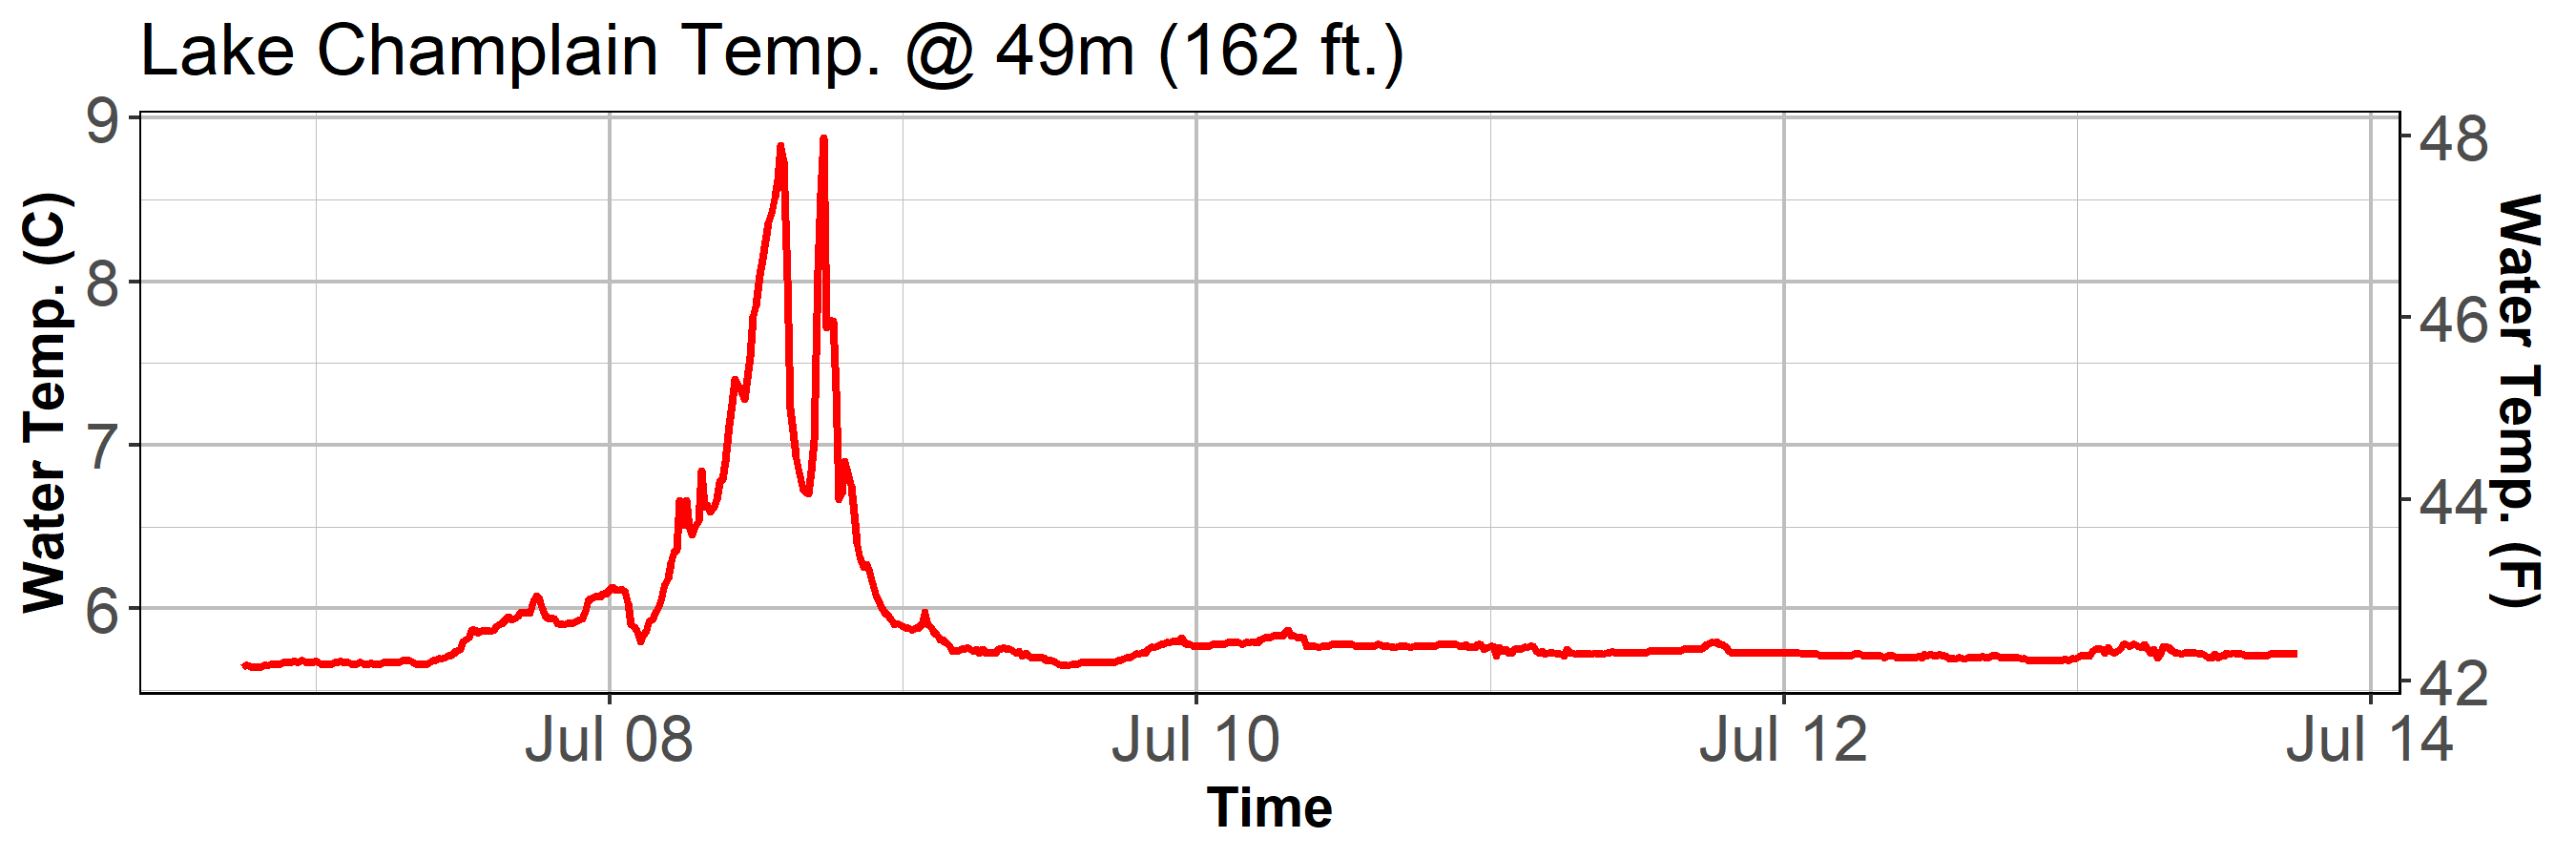 Lake Champlain Temp. @ 49m (162 ft.)
Water Temp. (C)
9
8
7
6
48
46
44
42
Water Temp. (F)
Jul 08 Jul 10 Jul 12 Jul 14
Time